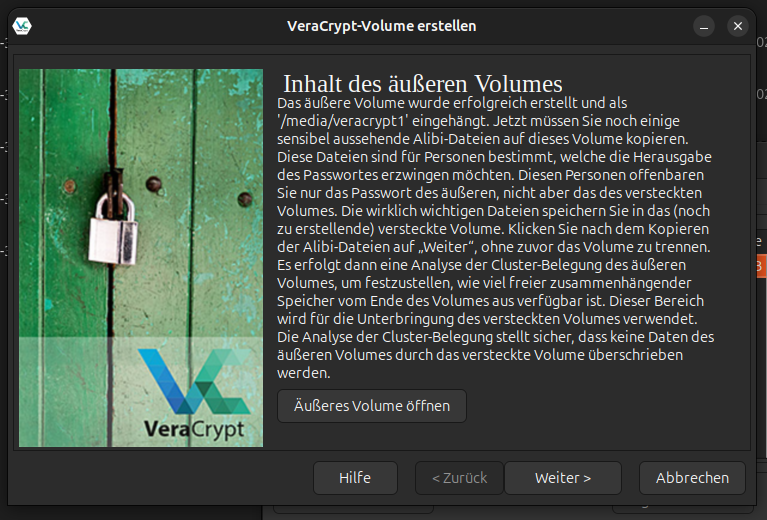 VeraCrypt-Volume erstellen
Inhalt des äußeren Volumes
Das äußere Volume wurde erfolgreich erstellt und als
'/media/veracrypt1' eingehängt. Jetzt müssen Sie noch einige
sensibel aussehende Alibi-Dateien auf dieses Volume kopieren.
Diese Dateien sind für Personen bestimmt, welche die Herausgabe
des Passwortes erzwingen möchten. Diesen Personen offenbaren
Sie nur das Passwort des äußeren, nicht aber das des versteckten
Volumes. Die wirklich wichtigen Dateien speichern Sie in das (noch
zu erstellende) versteckte Volume. Klicken Sie nach dem Kopieren
der Alibi-Dateien auf „Weiter“, ohne zuvor das Volume zu trennen.
Es erfolgt dann eine Analyse der Cluster-Belegung des äußeren
Volumes, um festzustellen, wie viel freier zusammenhängender
Speicher vom Ende des Volumes aus verfügbar ist. Dieser Bereich
wird für die Unterbringung des versteckten Volumes verwendet.
Die Analyse der Cluster-Belegung stellt sicher, dass keine Daten des
äußeren Volumes durch das versteckte Volume überschrieben
werden.
Äußeres Volume öffnen
VeraCrypt
Hilfe
< Zurück
Weiter >
Abbrechen